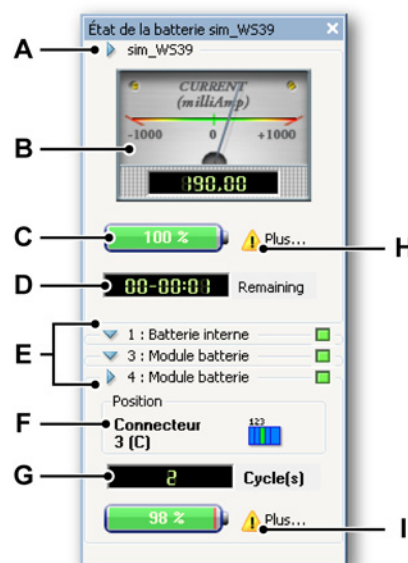 État de la batterie sim_WS39
A
sim_WS39
CURRENT
(milliAmp)
-1000 0 +1000
B
190.00
C
100 %
Plus...
H
D
00-00:01
Remaining
E
1 : Batterie interne
3 : Module batterie
4 : Module batterie
Position
F
Connecteur
3 (C)
123
G
2
Cycle(s)
98 %
Plus...
I